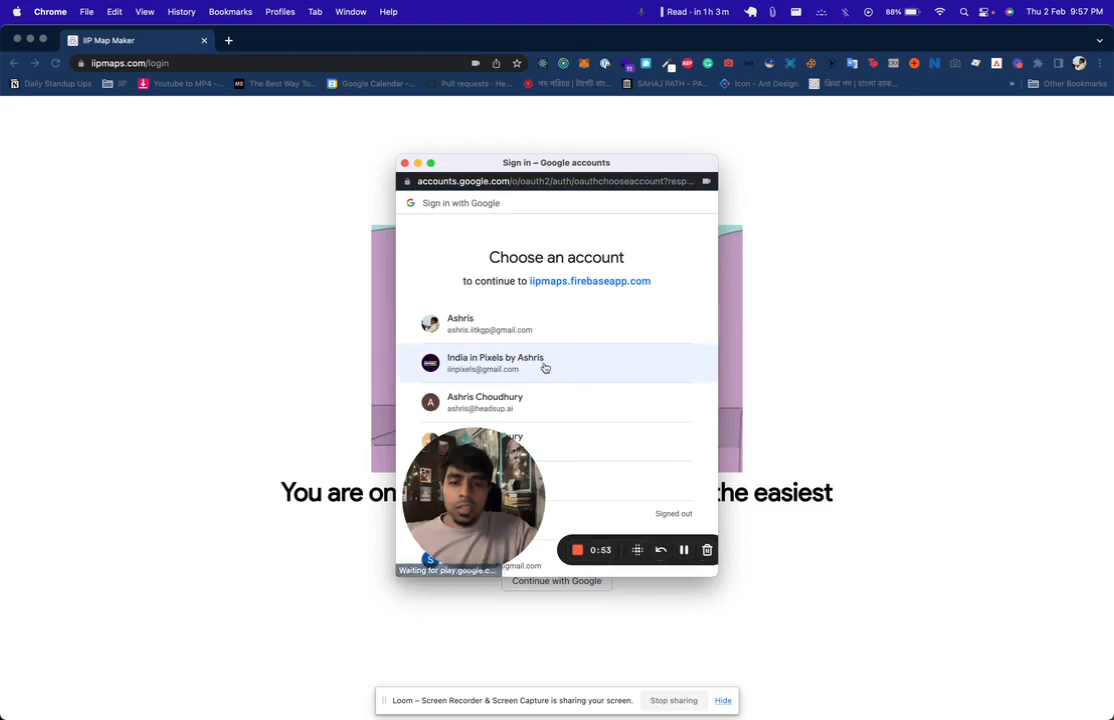 Chrome File Edit View History Bookmarks Profiles Tab Window Help
Read - in 1h 3m 88% Thu 2 Feb 9:57 PM
IIP Map Maker
iipmaps.com/login
Daily Standup Ups IIP Youtube to MP4 -... The Best Way To... Google Calendar -... Pull requests · He... SAHAJ PATH - PA... Icon - Ant Design » Other Bookmarks
Sign in – Google accounts
accounts.google.com/o/oauth2/auth/oauthchooseaccount?resp...
Sign in with Google
Choose an account
to continue to iipmaps.firebaseapp.com
Ashris
ashris.iitkgp@gmail.com
India in Pixels by Ashris
iinpixels@gmail.com
A
Ashris Choudhury
ashris@headsup.ai
ury
You are on
the easiest
Signed out
0:53
S
gmail.com
Waiting for play.google.c...
Continue with Google
Loom – Screen Recorder & Screen Capture is sharing your screen. Stop sharing Hide